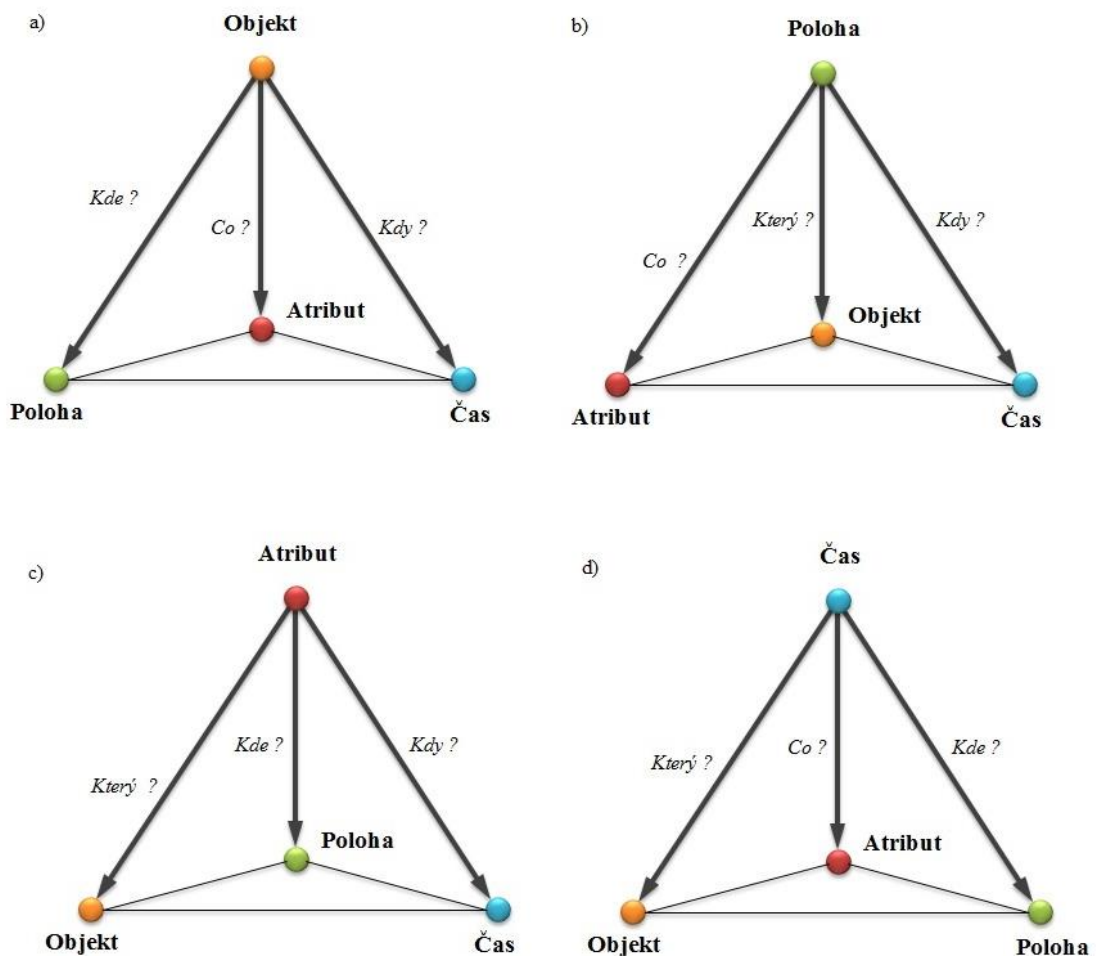 a)
Objekt
Kde ?
Co ?
Kdy ?
Atribut
Poloha
Čas
b)
Poloha
Co ?
Který ?
Kdy ?
Objekt
Atribut
Čas
c)
Atribut
Který ?
Kde ?
Kdy ?
Poloha
Objekt
Čas
d)
Čas
Který ?
Co ?
Kde ?
Atribut
Objekt
Poloha